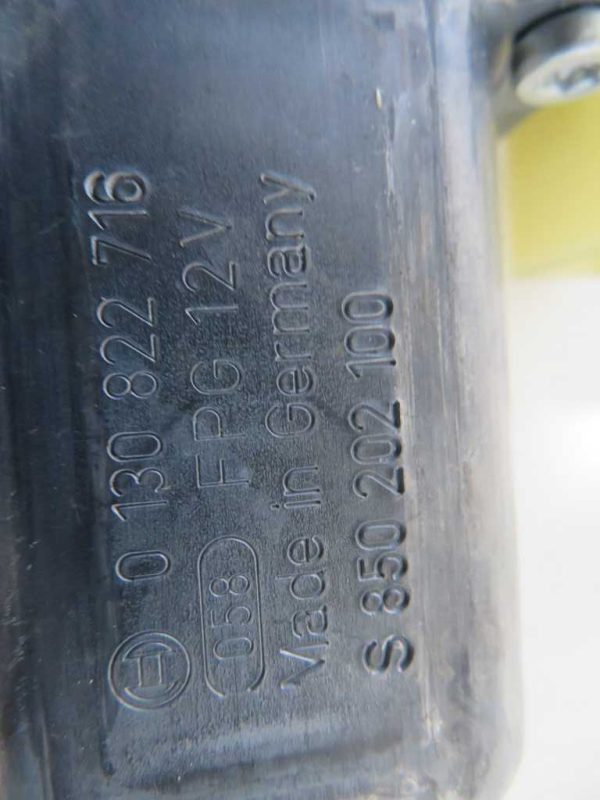 0 130 822 716
058 FPG 12V
Made in Germany
S 850 202 100